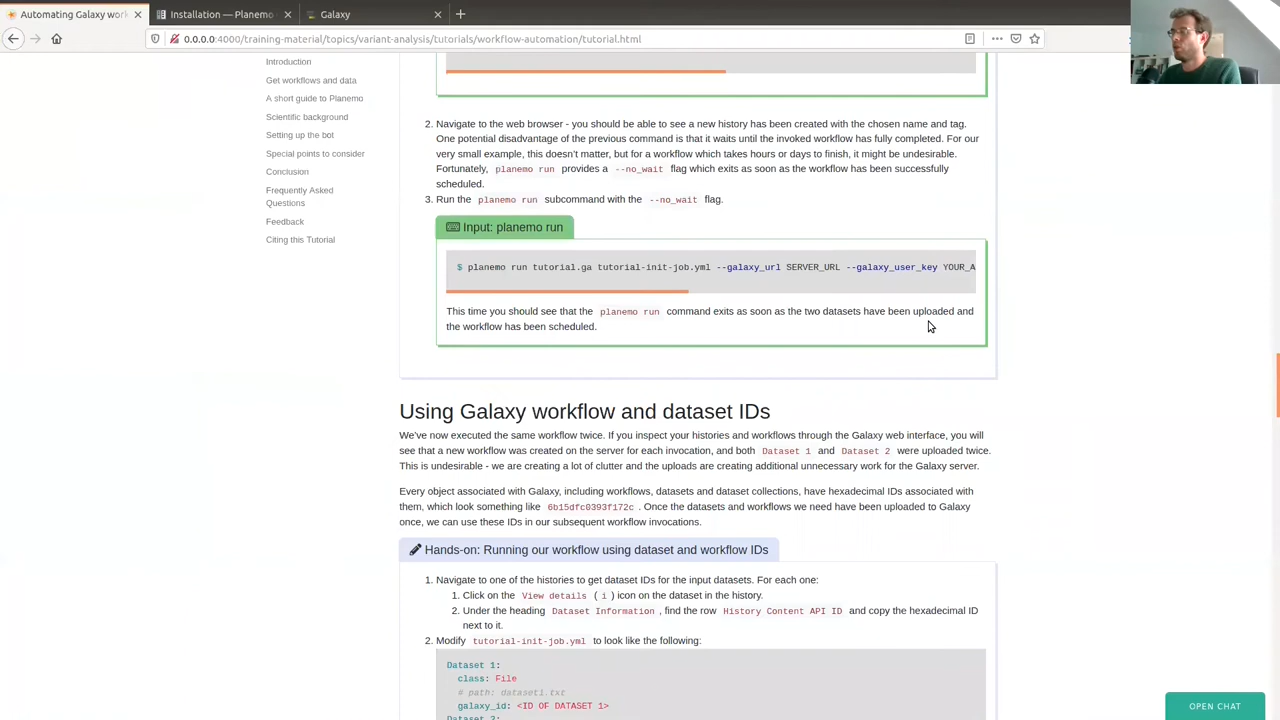 Automating Galaxy work
Installation — Planemo
Galaxy
0.0.0.0:4000/training-material/topics/variant-analysis/tutorials/workflow-automation/tutorial.html
Introduction
Get workflows and data
A short guide to Planemo
Scientific background
Setting up the bot
Special points to consider
Conclusion
Frequently Asked
Questions
Feedback
Citing this Tutorial
2. Navigate to the web browser - you should be able to see a new history has been created with the chosen name and tag.
One potential disadvantage of the previous command is that it waits until the invoked workflow has fully completed. For our
very small example, this doesn't matter, but for a workflow which takes hours or days to finish, it might be undesirable.
Fortunately, planemo run provides a --no_wait flag which exits as soon as the workflow has been successfully
scheduled.
3. Run the planemo run subcommand with the --no_wait flag.
Input: planemo run
$ planemo run tutorial.ga tutorial-init-job.yml --galaxy_url SERVER_URL --galaxy_user_key YOUR_A
This time you should see that the planemo run command exits as soon as the two datasets have been uploaded and
the workflow has been scheduled.
Using Galaxy workflow and dataset IDs
We've now executed the same workflow twice. If you inspect your histories and workflows through the Galaxy web interface, you will
see that a new workflow was created on the server for each invocation, and both Dataset 1 and Dataset 2 were uploaded twice.
This is undesirable - we are creating a lot of clutter and the uploads are creating additional unnecessary work for the Galaxy server.
Every object associated with Galaxy, including workflows, datasets and dataset collections, have hexadecimal IDs associated with
them, which look something like 6b15dfc0393f172c . Once the datasets and workflows we need have been uploaded to Galaxy
once, we can use these IDs in our subsequent workflow invocations.
Hands-on: Running our workflow using dataset and workflow IDs
1. Navigate to one of the histories to get dataset IDs for the input datasets. For each one:
1. Click on the View details ( i ) icon on the dataset in the history.
2. Under the heading Dataset Information , find the row History Content API ID and copy the hexadecimal ID
next to it.
2. Modify tutorial-init-job.yml to look like the following:
Dataset 1:
class: File
# path: dataset1.txt
galaxy_id: <ID OF DATASET 1>
Dataset 2:
OPEN CHAT